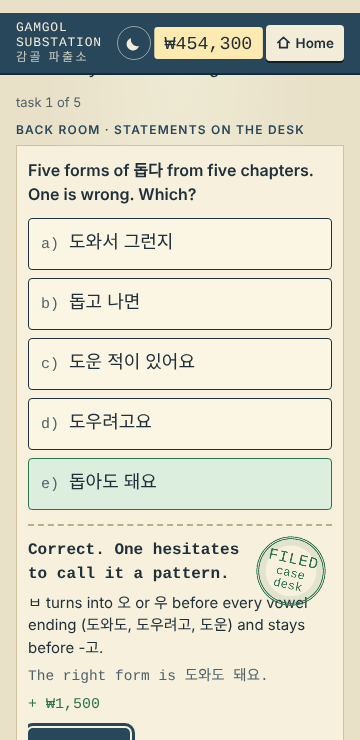 GAMGOL
SUBSTATION
감골 파출소
₩454,300
Home
task 1 of 5
BACK ROOM · STATEMENTS ON THE DESK
Five forms of 돕다 from five chapters.
One is wrong. Which?
a) 도와서 그런지
b) 돕고 나면
c) 도운 적이 있어요
d) 도우려고요
e) 돕아도 돼요
Correct. One hesitates
to call it a pattern.
FILED
case
desk
ㅂ turns into 오 or 우 before every vowel
ending (도와도, 도우려고, 도운) and stays
before -고.
The right form is 도와도 돼요.
+ ₩1,500